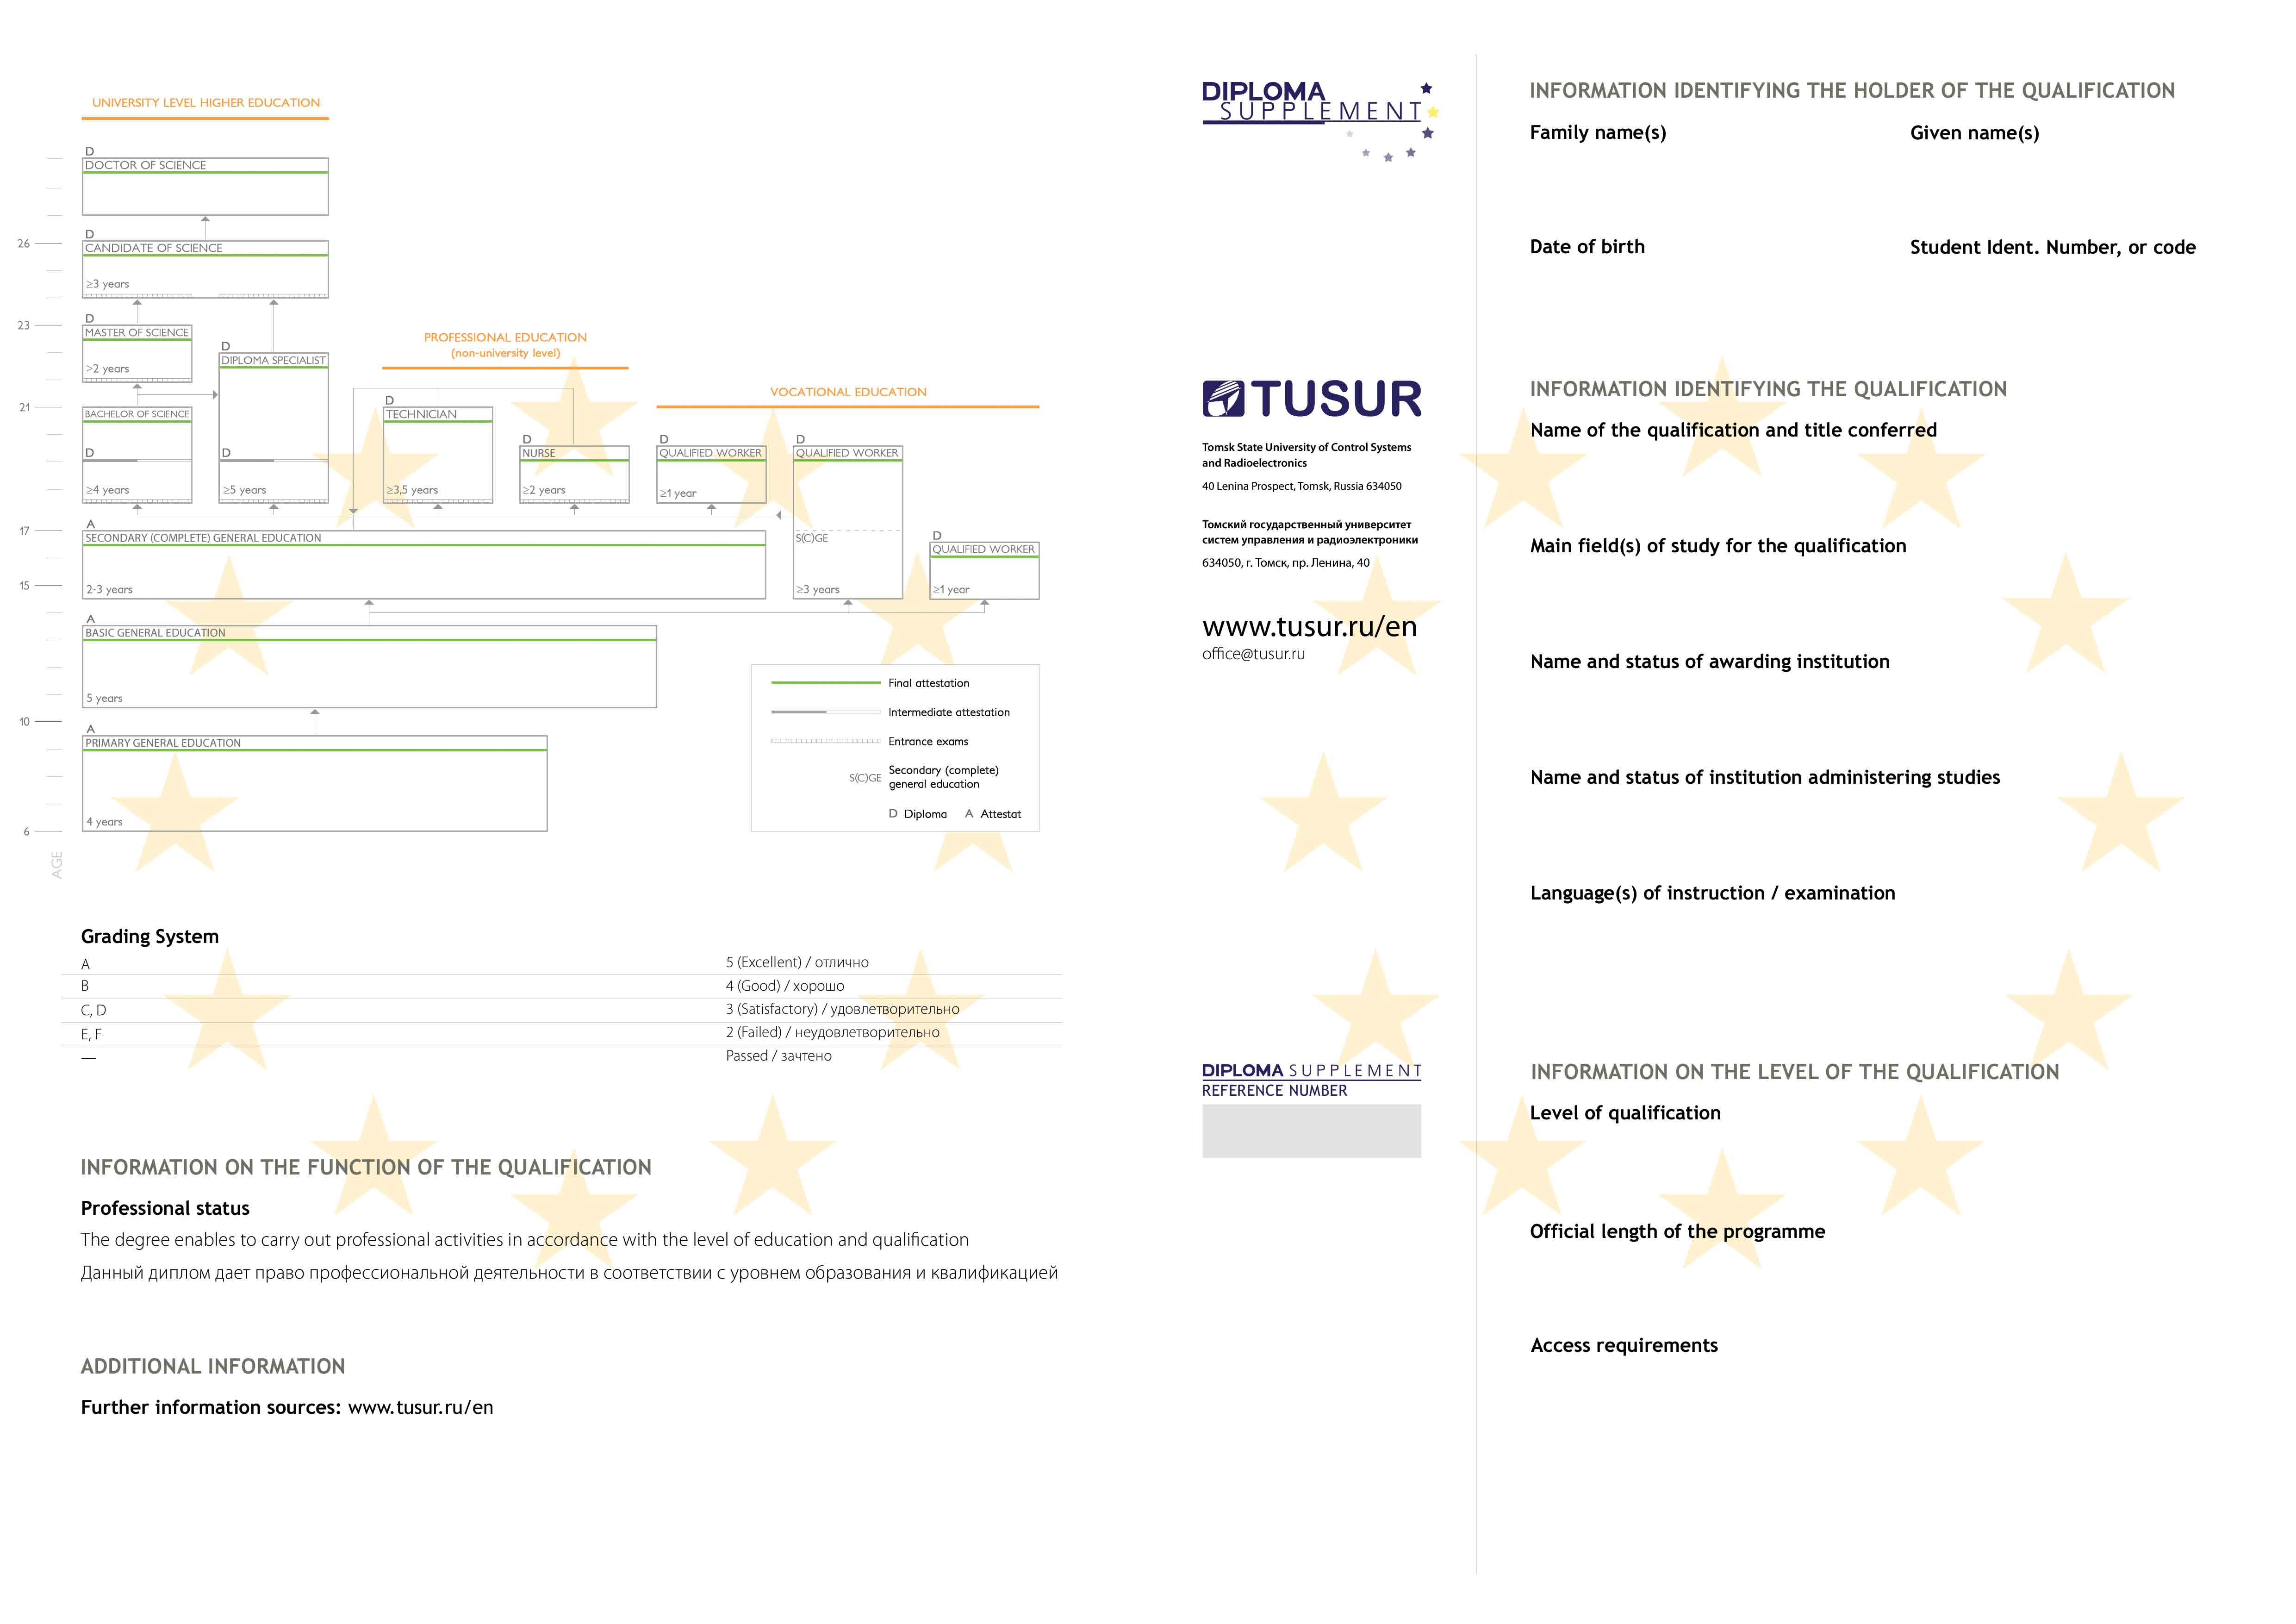 UNIVERSITY LEVEL HIGHER EDUCATION
D
DOCTOR OF SCIENCE
26
D
CANDIDATE OF SCIENCE
≥3 years
23
D
MASTER OF SCIENCE
≥2 years
D
DIPLOMA SPECIALIST
PROFESSIONAL EDUCATION
(non-university level)
VOCATIONAL EDUCATION
21
BACHELOR OF SCIENCE
D
≥4 years
D
≥5 years
D
TECHNICIAN
≥3,5 years
D
NURSE
≥2 years
D
QUALIFIED WORKER
≥1 year
D
QUALIFIED WORKER
S(C)GE
≥3 years
D
QUALIFIED WORKER
≥1 year
17
A
SECONDARY (COMPLETE) GENERAL EDUCATION
2-3 years
15
A
BASIC GENERAL EDUCATION
5 years
10
A
PRIMARY GENERAL EDUCATION
4 years
6
AGE
Final attestation
Intermediate attestation
Entrance exams
S(C)GE Secondary (complete)
general education
D Diploma A Attestat
Grading System
A 5 (Excellent) / отлично
B 4 (Good) / хорошо
C, D 3 (Satisfactory) / удовлетворительно
E, F 2 (Failed) / неудовлетворительно
— Passed / зачтено
INFORMATION ON THE FUNCTION OF THE QUALIFICATION
Professional status
The degree enables to carry out professional activities in accordance with the level of education and qualification
Данный диплом дает право профессиональной деятельности в соответствии с уровнем образования и квалификацией
ADDITIONAL INFORMATION
Further information sources: www.tusur.ru/en
DIPLOMA
SUPPLEMENT
TUSUR
Tomsk State University of Control Systems
and Radioelectronics
40 Lenina Prospect, Tomsk, Russia 634050
Томский государственный университет
систем управления и радиоэлектроники
634050, г. Томск, пр. Ленина, 40
www.tusur.ru/en
office@tusur.ru
DIPLOMA SUPPLEMENT
REFERENCE NUMBER
INFORMATION IDENTIFYING THE HOLDER OF THE QUALIFICATION
Family name(s) Given name(s)
Date of birth Student Ident. Number, or code
INFORMATION IDENTIFYING THE QUALIFICATION
Name of the qualification and title conferred
Main field(s) of study for the qualification
Name and status of awarding institution
Name and status of institution administering studies
Language(s) of instruction / examination
INFORMATION ON THE LEVEL OF THE QUALIFICATION
Level of qualification
Official length of the programme
Access requirements